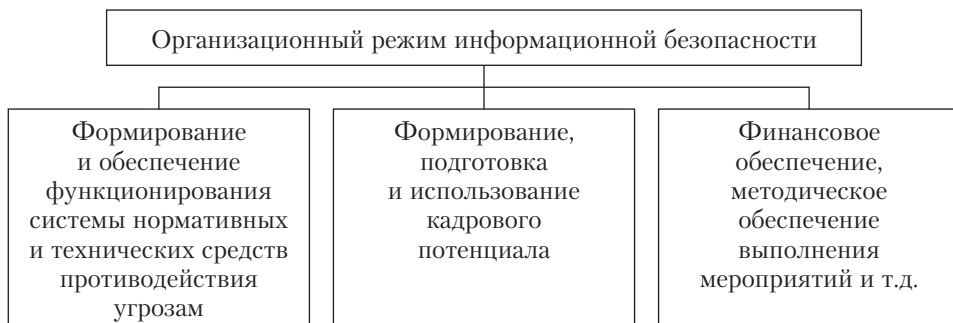 Организационный режим информационной безопасности
Формирование
и обеспечение
функционирования
системы нормативных
и технических средств
противодействия
угрозам
Формирование,
подготовка
и использование
кадрового
потенциала
Финансовое
обеспечение,
методическое
обеспечение
выполнения
мероприятий и т.д.